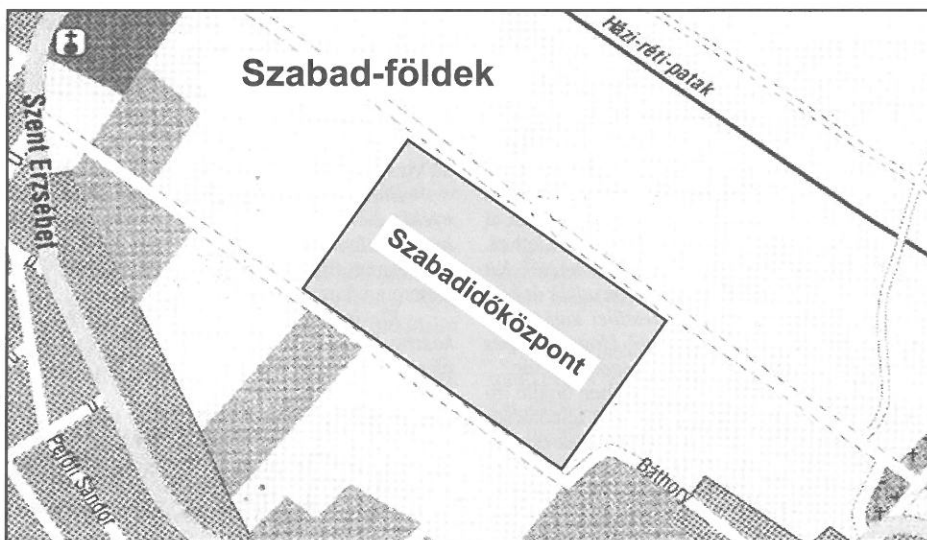 Szabad-földek
Házi-réti-patak
Szent Erzsébet
Szabadidőközpont
Petőfi Sándor
Báthory